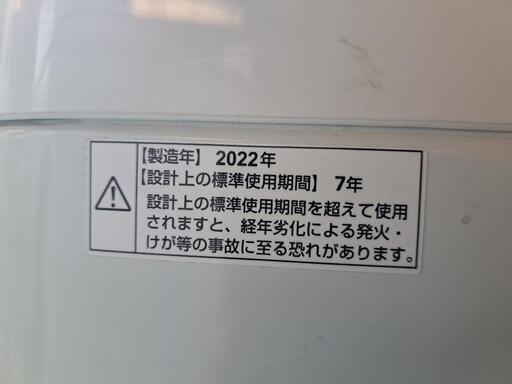 【製造年】 2022年
【設計上の標準使用期間】 7年
設計上の標準使用期間を超えて使用
されますと、経年劣化による発火・
けが等の事故に至る恐れがあります。